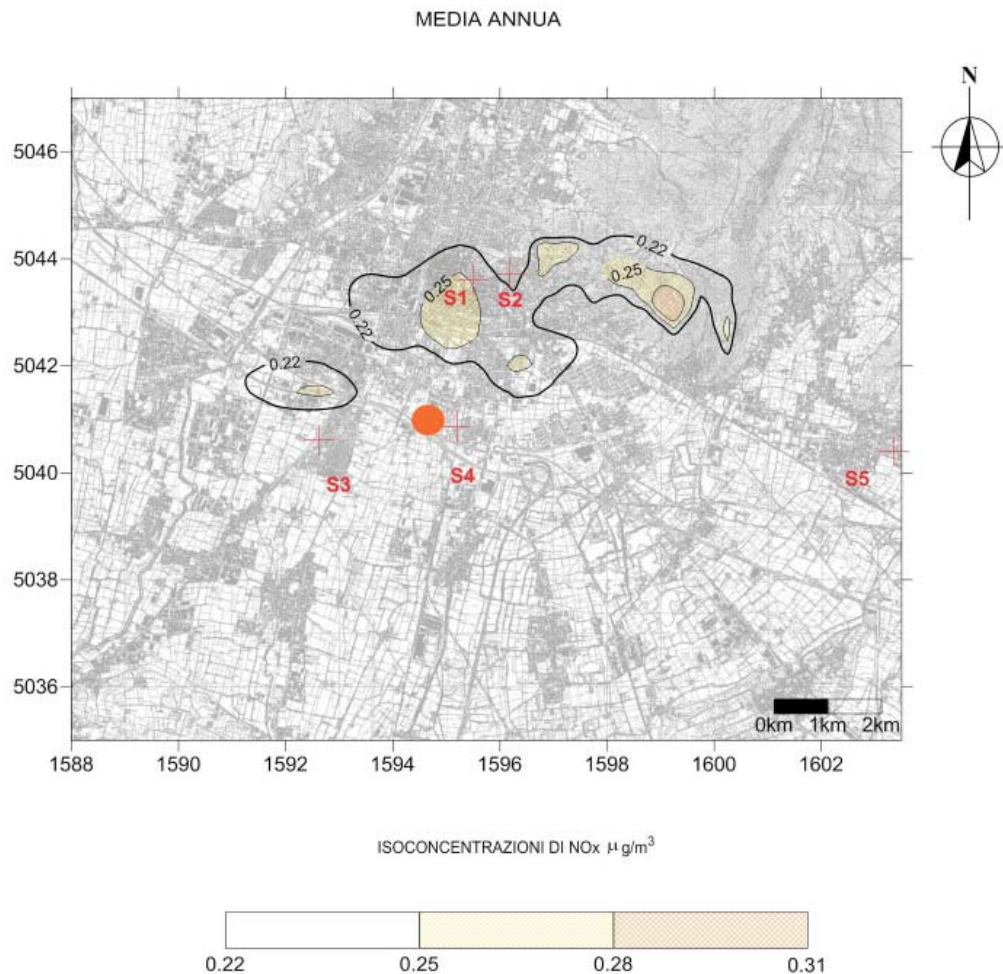 MEDIA ANNUA
N
5046
5044
5042
5040
5038
5036
0.22
0.25
0.25
S1
S2
0.22
0.22
S3
S4
S5
0km 1km 2km
1588 1590 1592 1594 1596 1598 1600 1602
ISOCONCENTRAZIONI DI NOx μg/m³
0.22 0.25 0.28 0.31